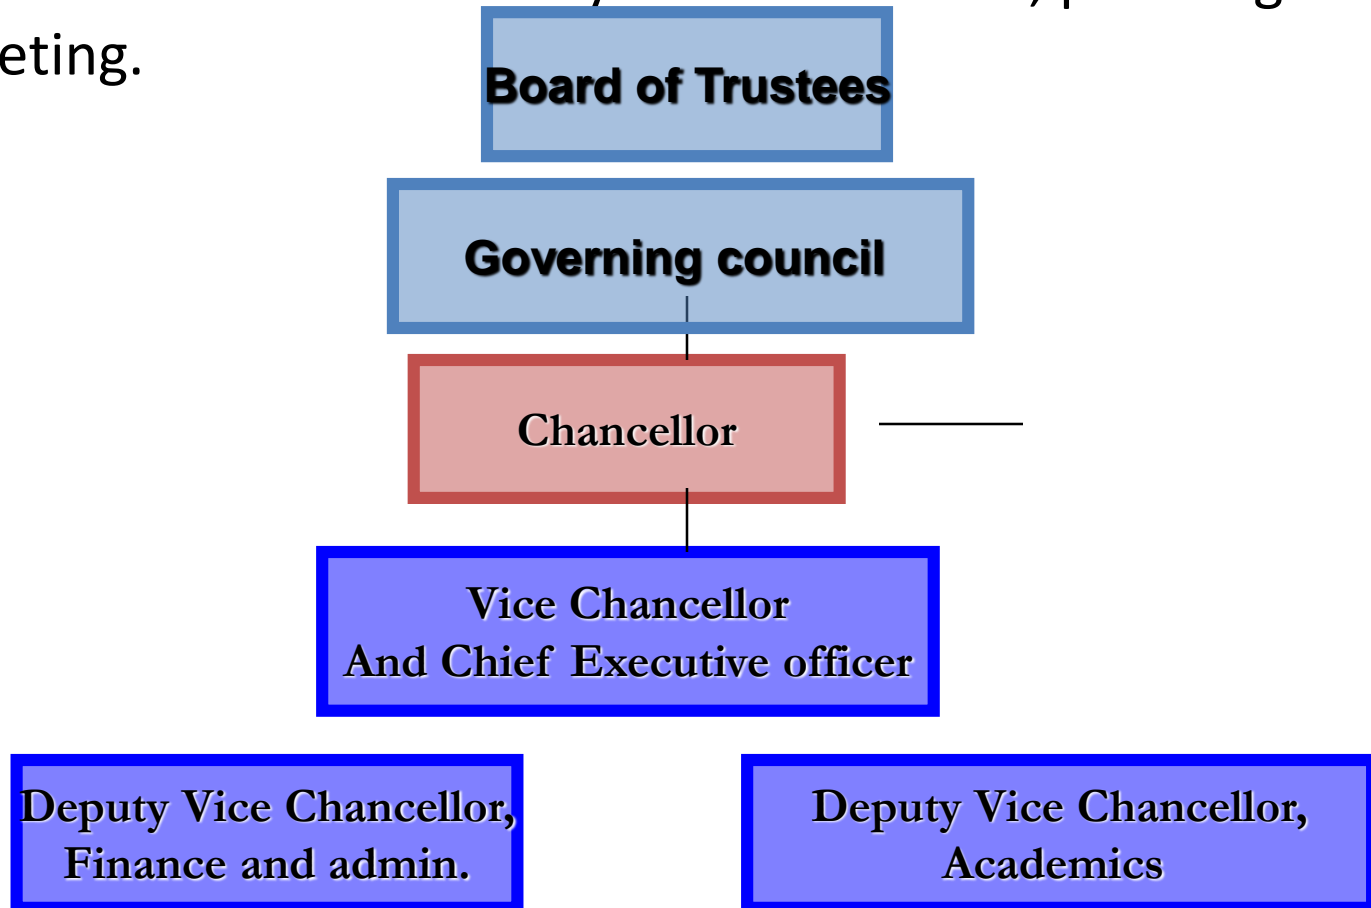 eting.
Board of Trustees
Governing council
Chancellor
Vice Chancellor
And Chief Executive officer
Deputy Vice Chancellor,
Finance and admin.
Deputy Vice Chancellor,
Academics